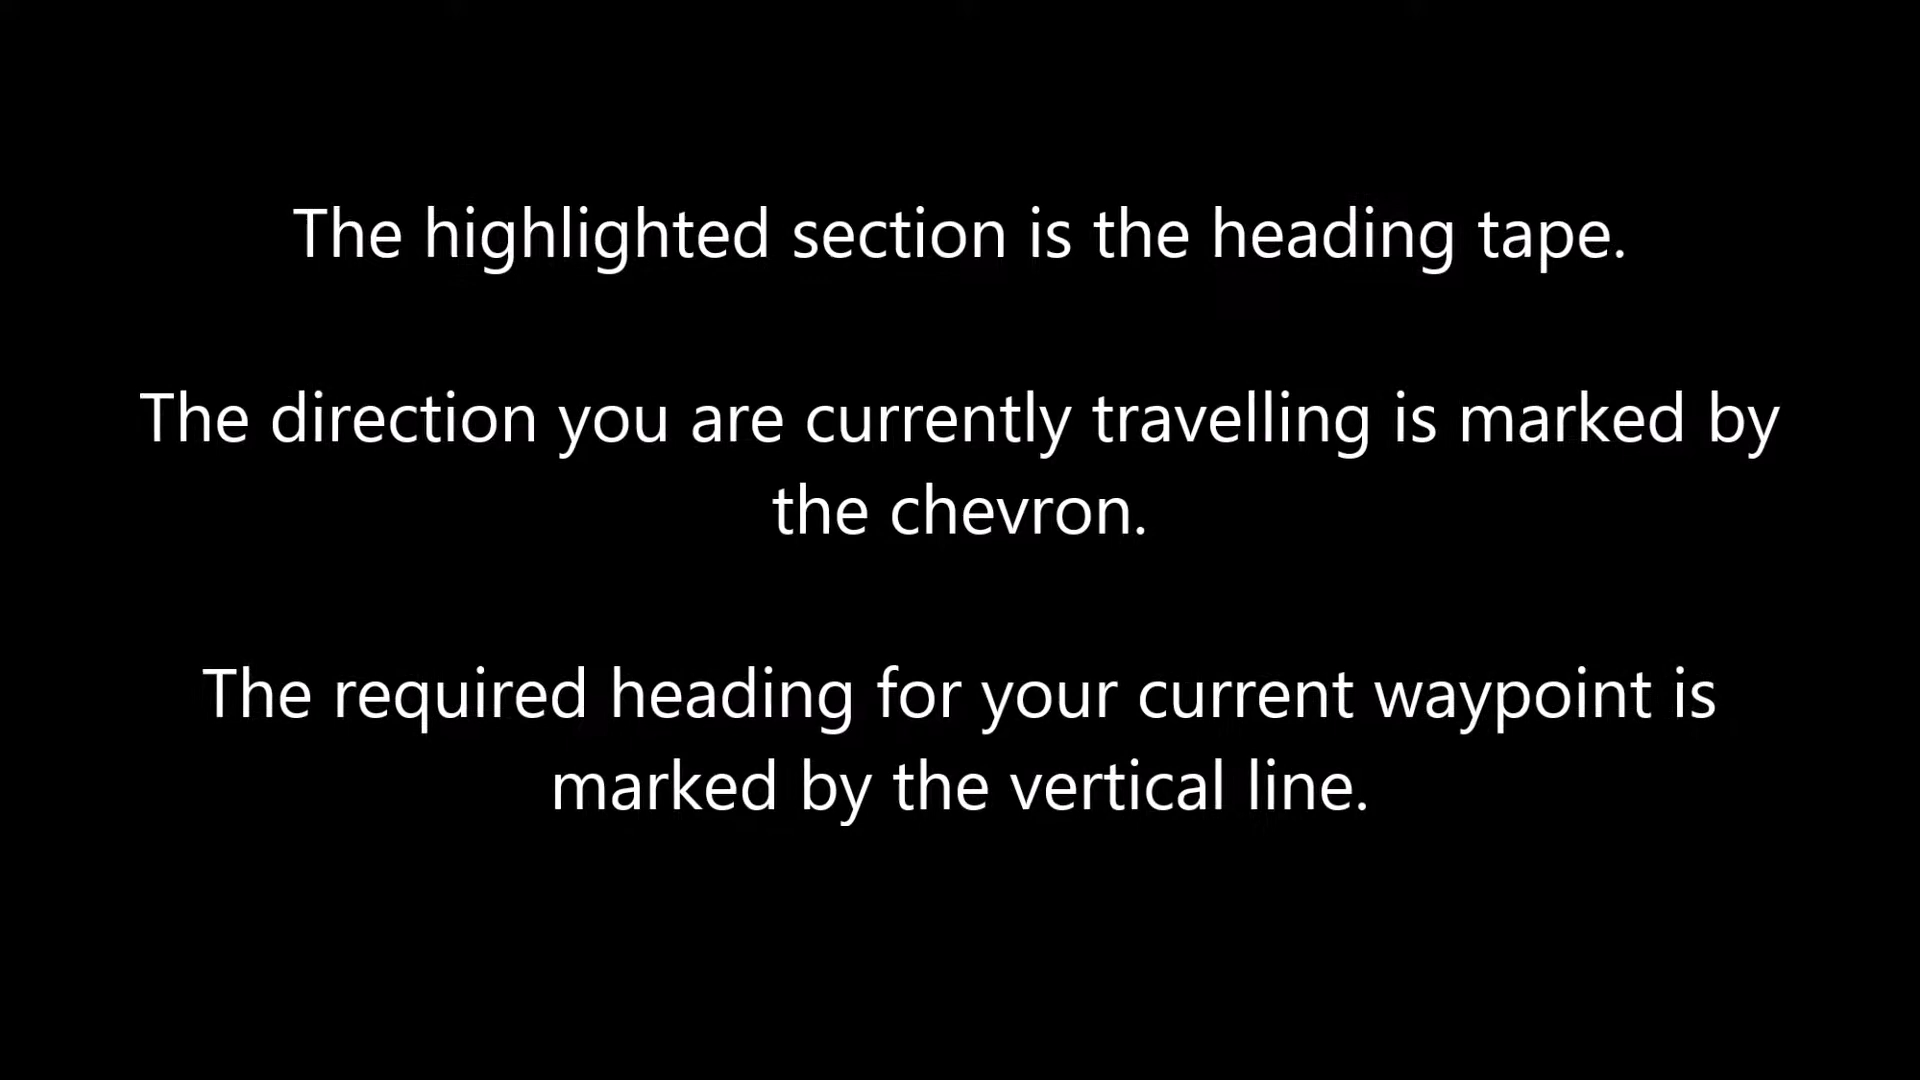 The highlighted section is the heading tape.
The direction you are currently travelling is marked by
the chevron.
The required heading for your current waypoint is
marked by the vertical line.